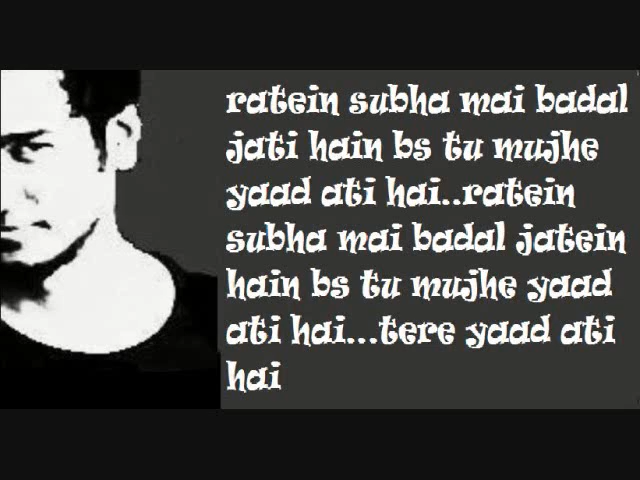 ratein subha mai badal
jati hain bs tu mujhe
yaad ati hai..ratein
subha mai badal jatein
hain bs tu mujhe yaad
ati hai...tere yaad ati
hai